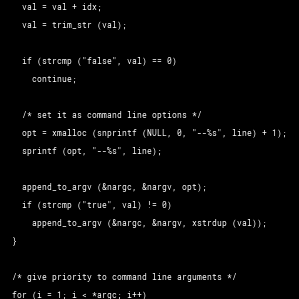 val = val + idx;
val = trim_str (val);
if (strcmp ("false", val) == 0)
continue;
/* set it as command line options */
opt = xmalloc (snprintf (NULL, 0, "--%s", line) + 1);
sprintf (opt, "--%s", line);
append_to_argv (&nargc, &nargv, opt);
if (strcmp ("true", val) != 0)
append_to_argv (&nargc, &nargv, xstrdup (val));
}
/* give priority to command line arguments */
for (i = 1; i < *argc; i++)